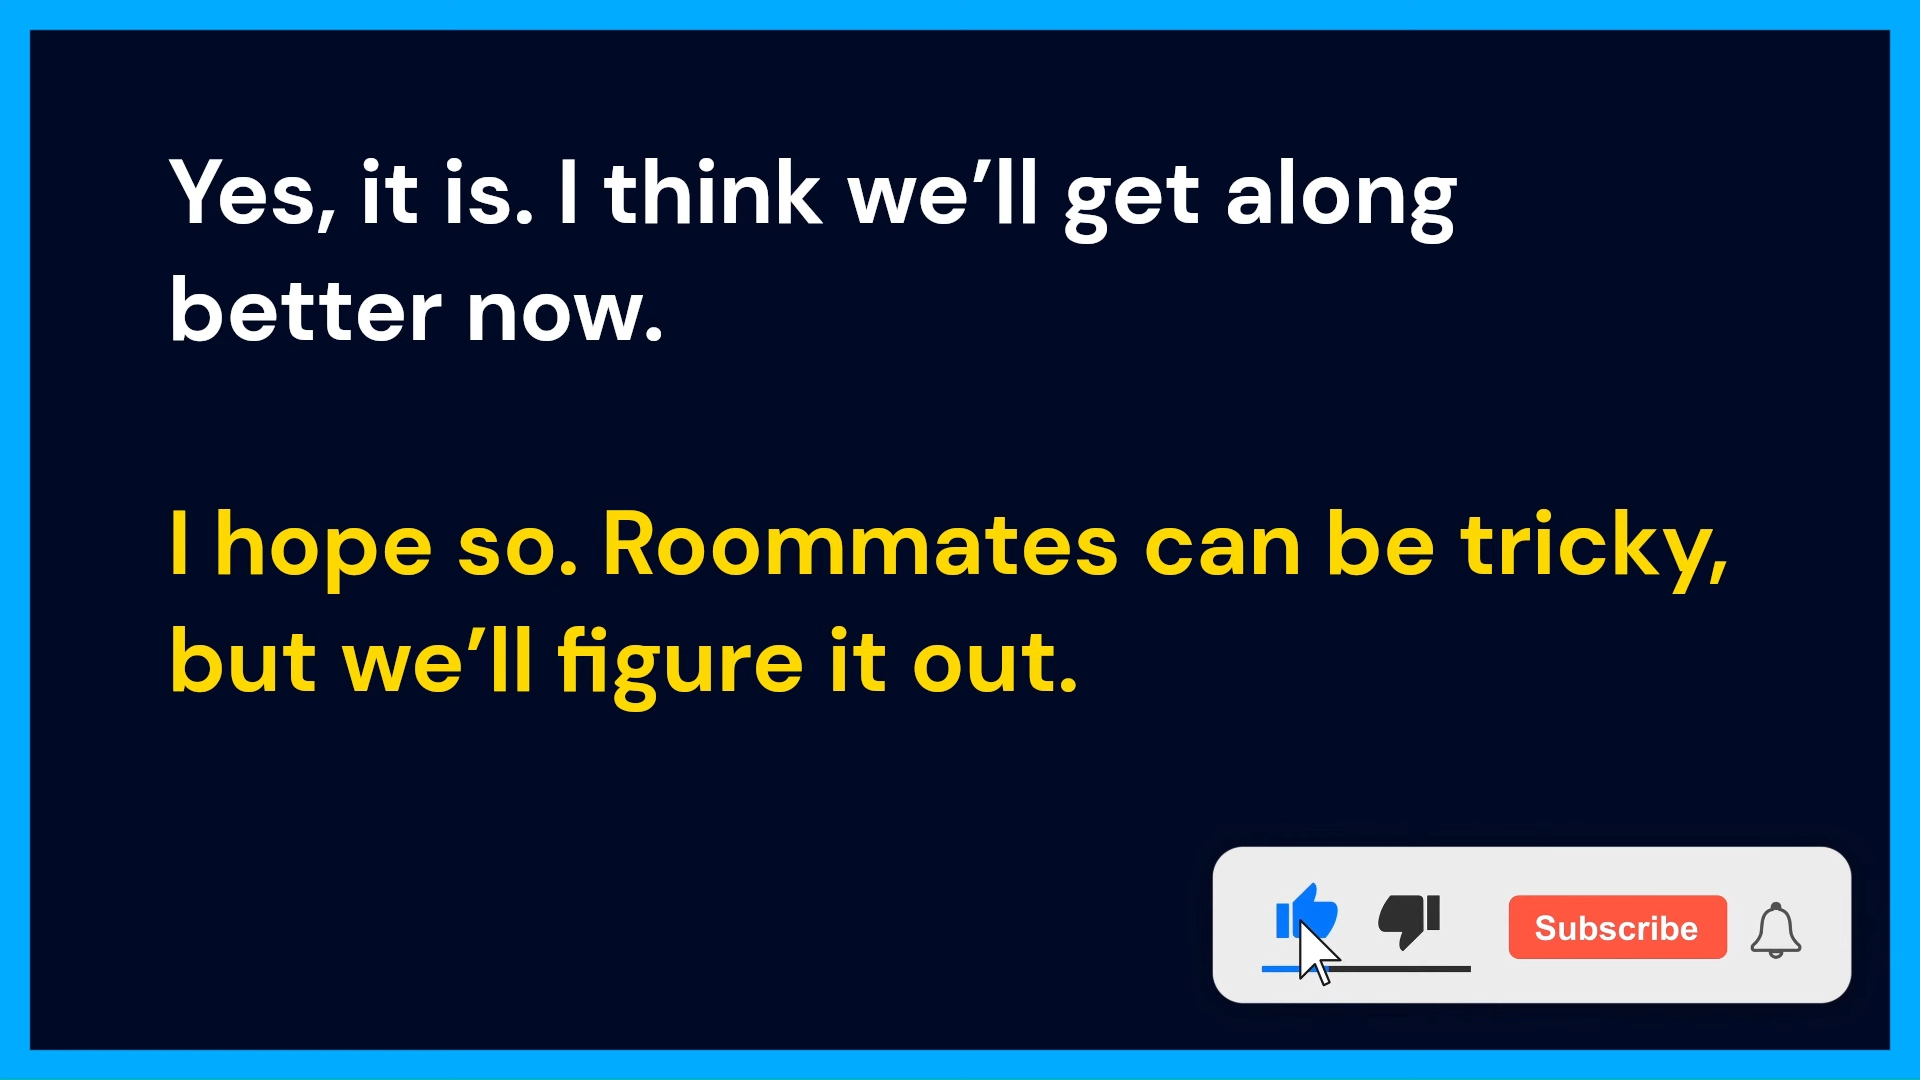 Yes, it is. I think we’ll get along
better now.
I hope so. Roommates can be tricky,
but we’ll figure it out.
Subscribe